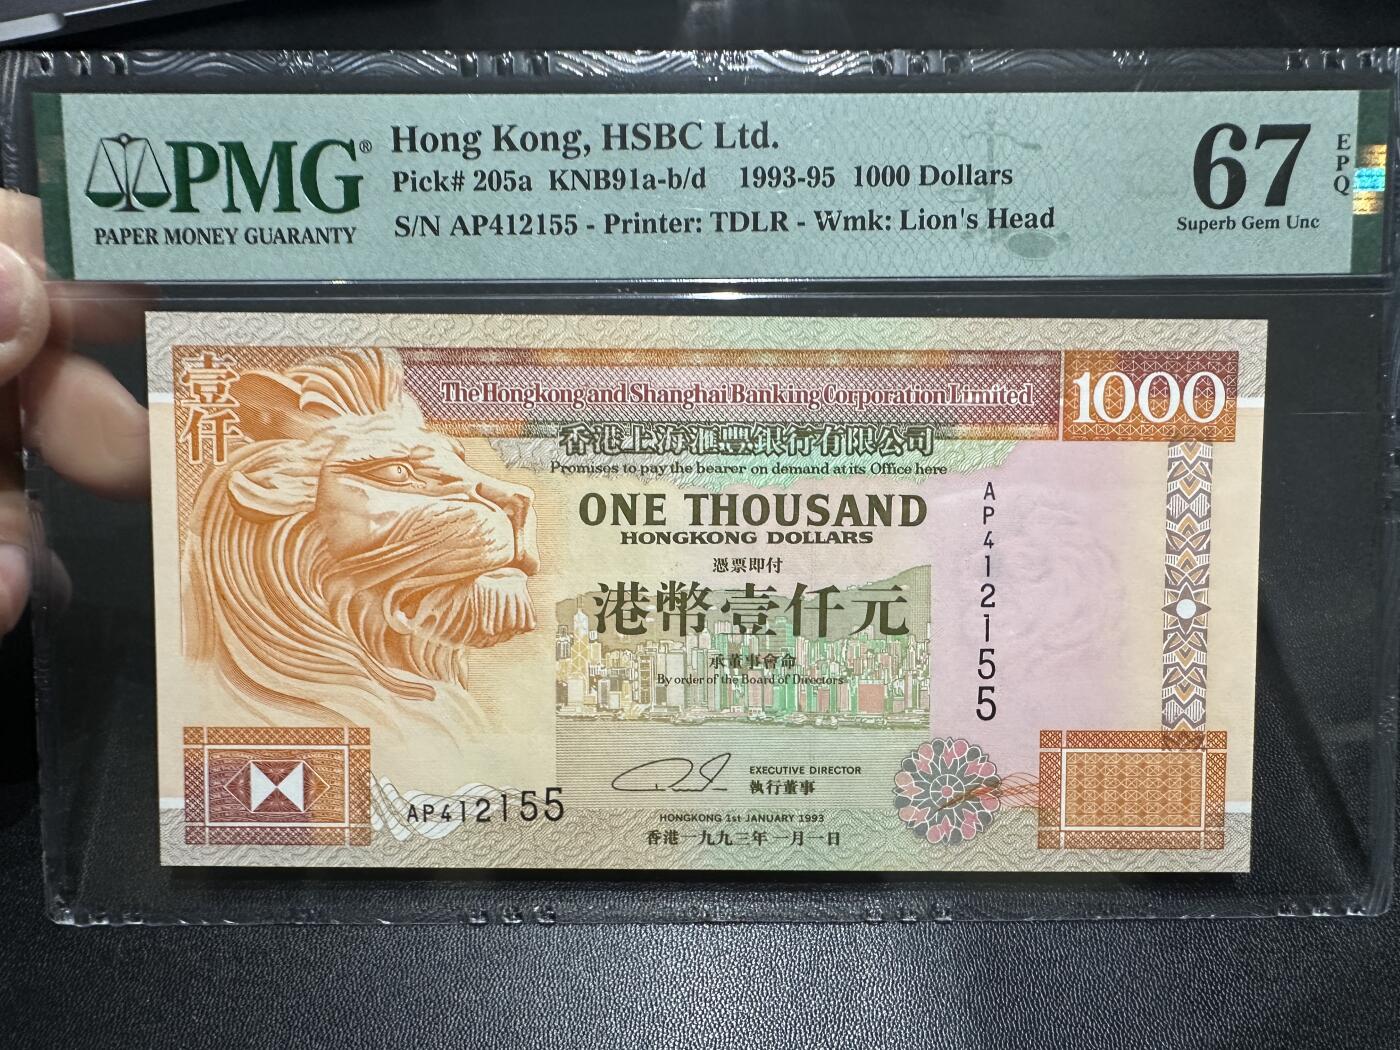 PMG®
PAPER MONEY GUARANTY
Hong Kong, HSBC Ltd.
Pick# 205a KNB91a-b/d 1993-95 1000 Dollars
S/N AP412155 - Printer: TDLR - Wmk: Lion's Head
67
EPQ
Superb Gem Unc
壹仟
The Hongkong and Shanghai Banking Corporation Limited
1000
香港上海滙豐銀行有限公司
Promises to pay the bearer on demand at its Office here
ONE THOUSAND
HONGKONG DOLLARS
憑票即付
港幣壹仟元
承董事會命
By order of the Board of Directors
AP412155
EXECUTIVE DIRECTOR
執行董事
AP412155
HONGKONG 1st JANUARY 1993
香港一九九三年一月一日